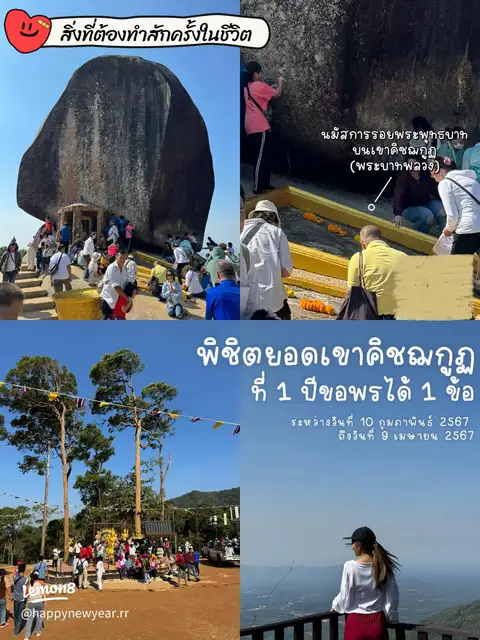 สิ่งที่ต้องทำสักครั้งในชีวิต
นมัสการรอยพระพุทธบาท
บนเขาคิชฌกูฏ
(พระบาทพลวง)
พิชิตยอดเขาคิชฌกูฏ
ที่ 1 ปีขอพรได้ 1 ข้อ
ระหว่างวันที่ 10 กุมภาพันธ์ 2567
ถึงวันที่ 9 เมษายน 2567
lemon8
@happynewyear.rr